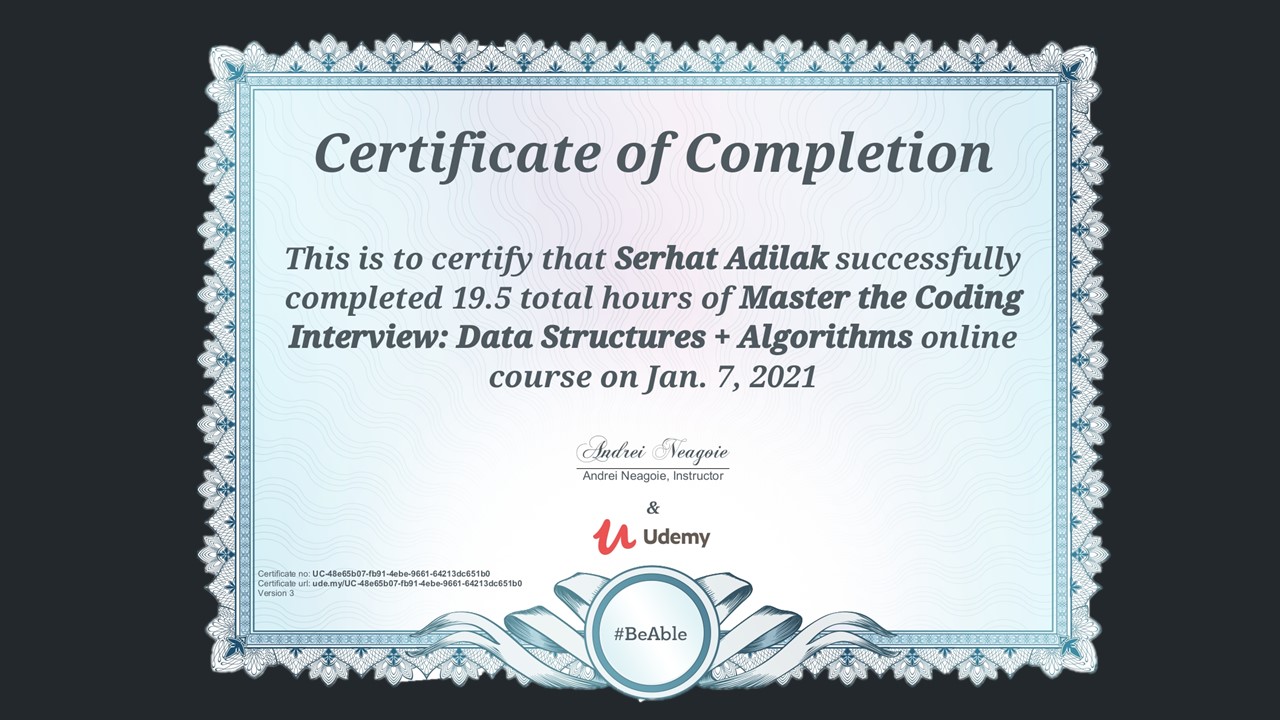 Certificate of Completion
This is to certify that Serhat Adilak successfully
completed 19.5 total hours of Master the Coding
Interview: Data Structures + Algorithms online
course on Jan. 7, 2021
Andrei Neagoie
Andrei Neagoie, Instructor
&
Udemy
Certificate no: UC-48e65b07-fb91-4ebe-9661-64213dc651b0
Certificate url: ude.my/UC-48e65b07-fb91-4ebe-9661-64213dc651b0
Version 3
#BeAble